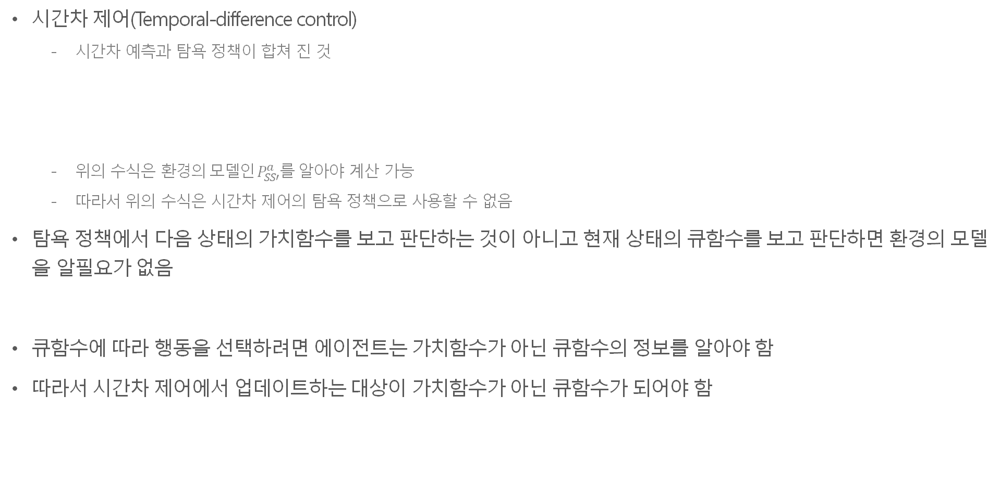 • 시간차 제어(Temporal-difference control)
- 시간차 예측과 탐욕 정책이 합쳐 진 것
- 위의 수식은 환경의 모델인 $P_{SS'}^{a}$를 알아야 계산 가능
- 따라서 위의 수식은 시간차 제어의 탐욕 정책으로 사용할 수 없음
• 탐욕 정책에서 다음 상태의 가치함수를 보고 판단하는 것이 아니고 현재 상태의 큐함수를 보고 판단하면 환경의 모델
을 알필요가 없음
• 큐함수에 따라 행동을 선택하려면 에이전트는 가치함수가 아닌 큐함수의 정보를 알아야 함
• 따라서 시간차 제어에서 업데이트하는 대상이 가치함수가 아닌 큐함수가 되어야 함